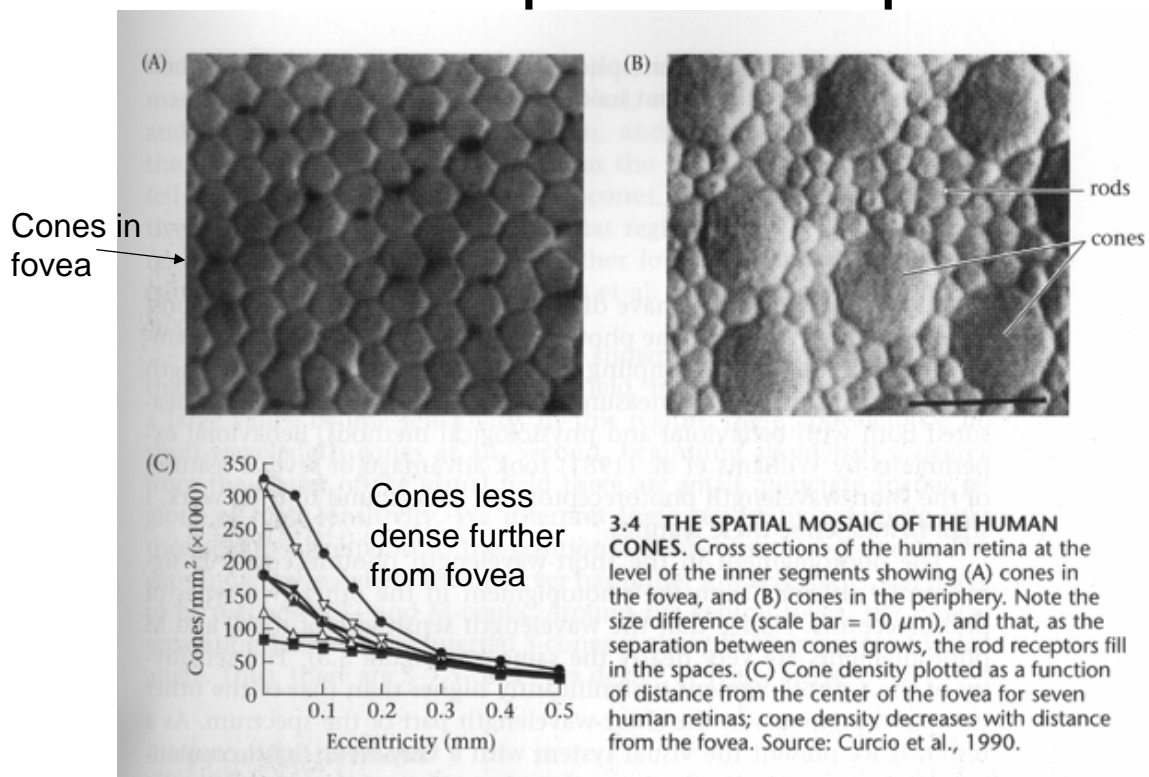 (A)
(B)
rods
cones
Cones in
fovea
(C)
350
300
250
200
150
100
50
0
Cones/mm² (×1000)
0.1 0.2 0.3 0.4 0.5
Eccentricity (mm)
Cones less
dense further
from fovea
3.4 THE SPATIAL MOSAIC OF THE HUMAN
CONES. Cross sections of the human retina at the
level of the inner segments showing (A) cones in
the fovea, and (B) cones in the periphery. Note the
size difference (scale bar = 10 μm), and that, as the
separation between cones grows, the rod receptors fill
in the spaces. (C) Cone density plotted as a function
of distance from the center of the fovea for seven
human retinas; cone density decreases with distance
from the fovea. Source: Curcio et al., 1990.